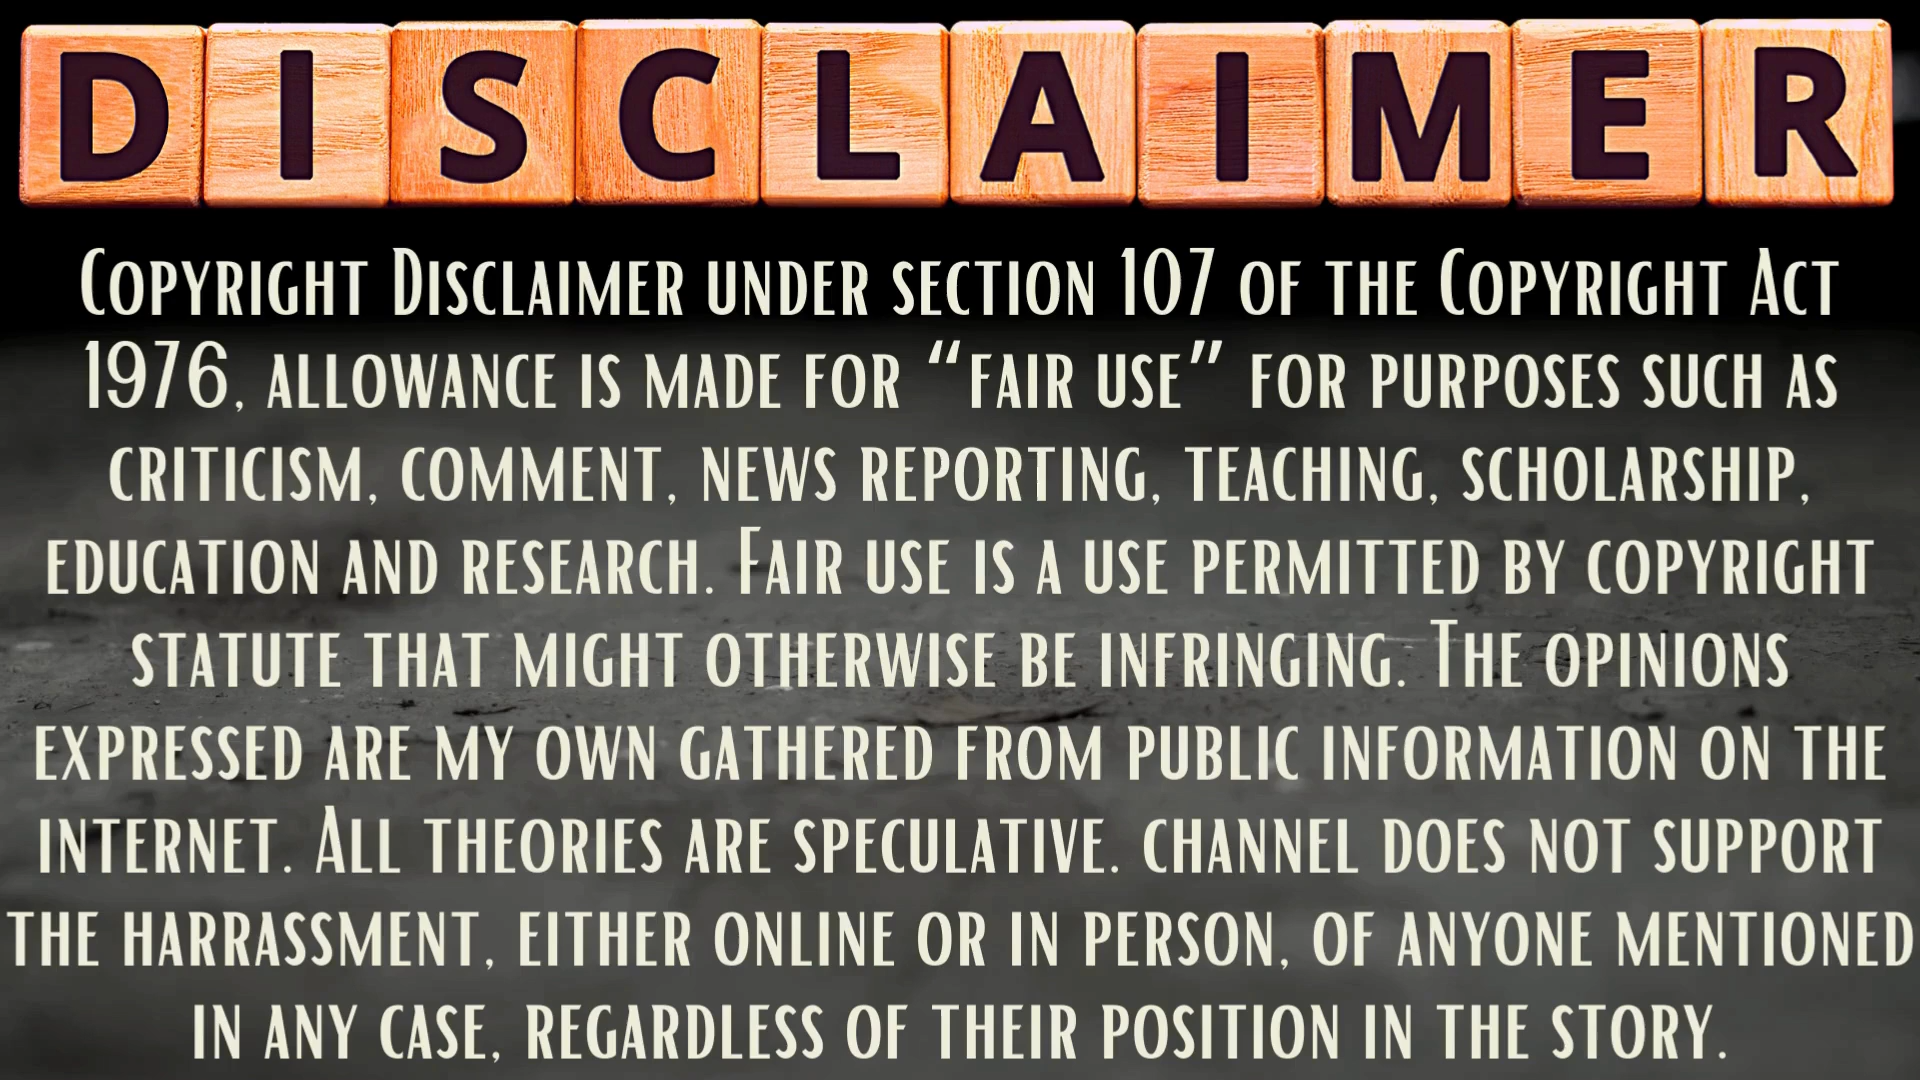 DISCLAIMER
Copyright Disclaimer under section 107 of the Copyright Act
1976, allowance is made for “fair use” for purposes such as
criticism, comment, news reporting, teaching, scholarship,
education and research. Fair use is a use permitted by copyright
statute that might otherwise be infringing. The opinions
expressed are my own gathered from public information on the
internet. All theories are speculative. channel does not support
the harrassment, either online or in person, of anyone mentioned
in any case, regardless of their position in the story.